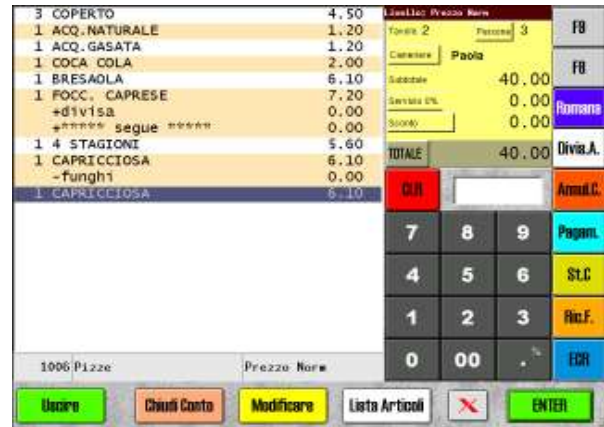 3 COPERTO 4.50
1 ACQ.NATURALE 1.20
1 ACQ.GASATA 1.20
1 COCA COLA 2.00
1 BRESAOLA 6.10
1 FOCC. CAPRESE 7.20
+divisa 0.00
+***** segue ***** 0.00
1 4 STAGIONI 5.60
1 CAPRICCIOSA 6.10
-funghi 0.00
1 CAPRICCIOSA 6.10
1006 Pizze Prezzo Norm
Livello: Prezzo Norm
Tavolo 2 Persone 3
Cameriere Paola
Subtotale 40.00
Servizio 0% 0.00
Sconto 0.00
TOTALE 40.00
CLR
7 8 9
4 5 6
1 2 3
0 00 . %
F8
F8
Romana
Divis.A.
Annul.C.
Pagam.
St.C
Ric.F.
ECR
Uscire Chiudi Conto Modificare Lista Articoli X ENTER